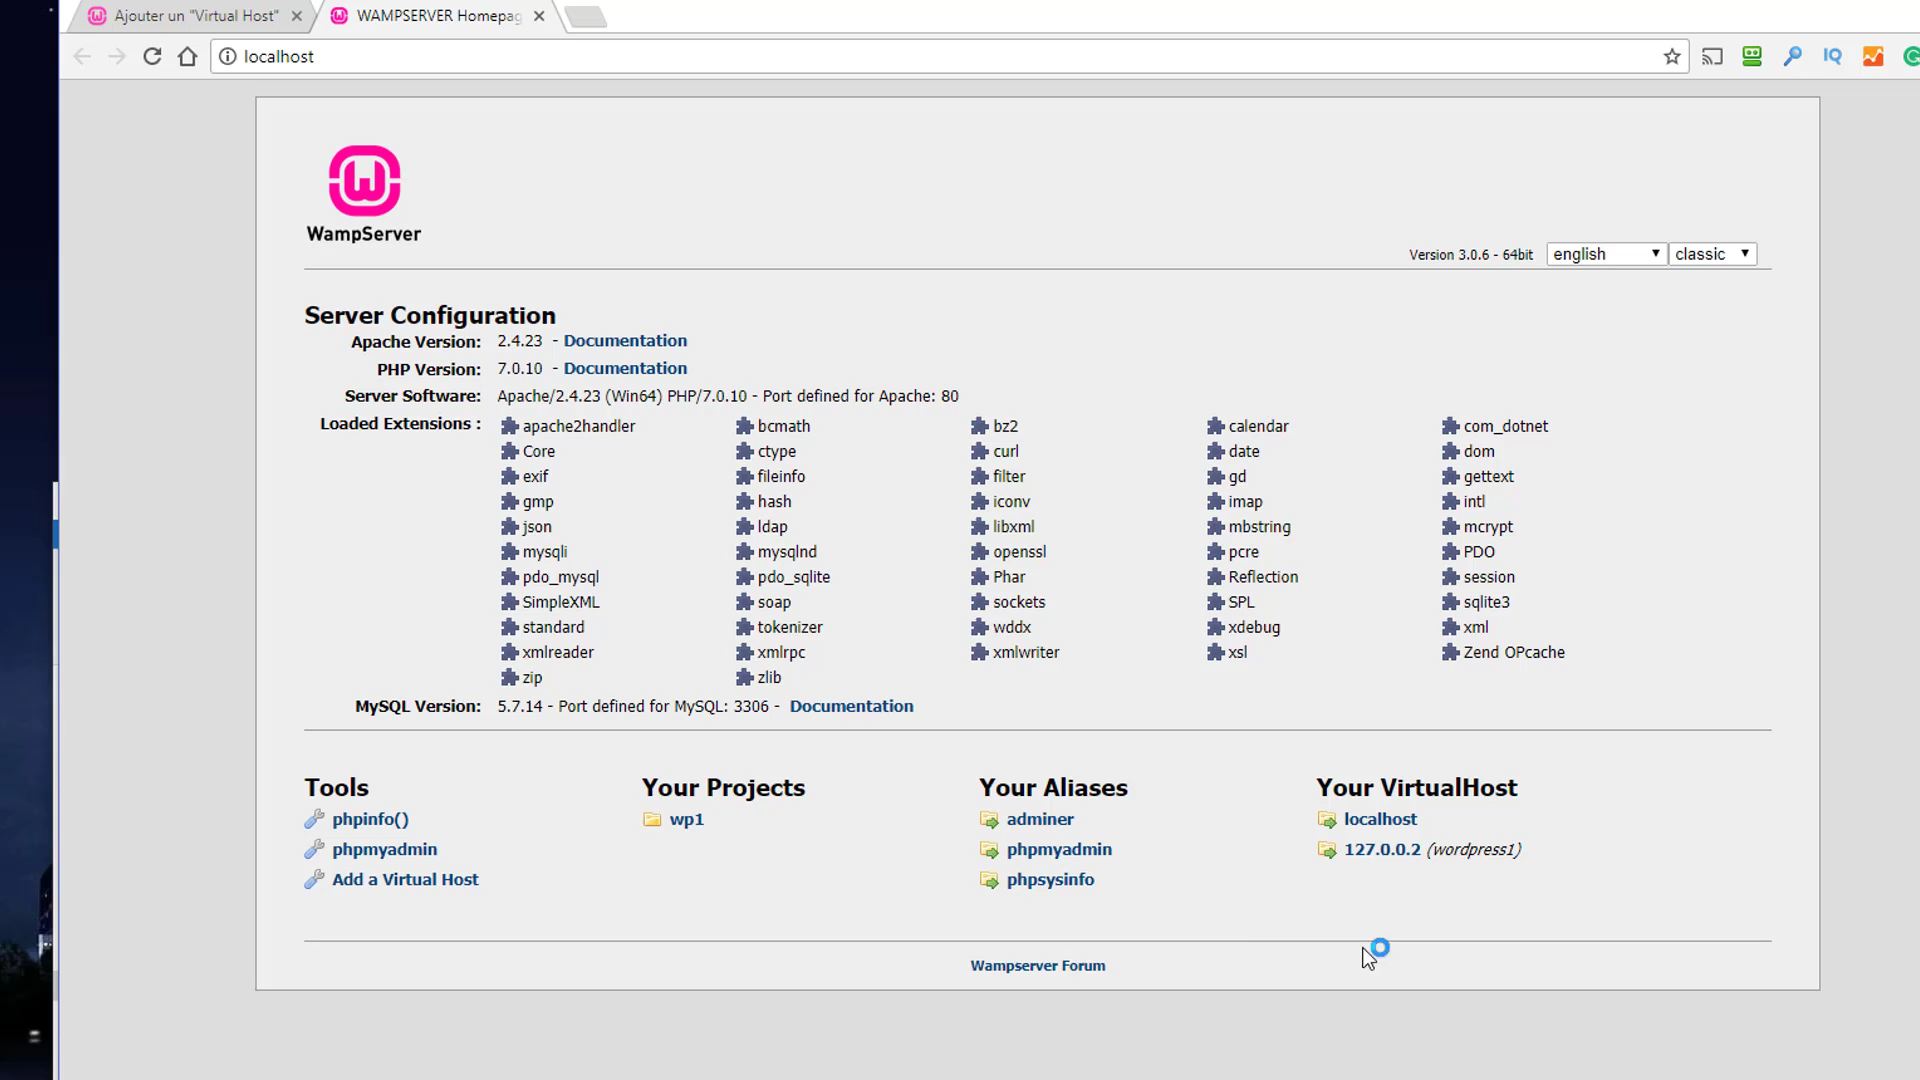 Ajouter un "Virtual Host"
WAMPSERVER Homepag
localhost
IQ
W
WampServer
Version 3.0.6 - 64bit english classic
Server Configuration
Apache Version: 2.4.23 - Documentation
PHP Version: 7.0.10 - Documentation
Server Software: Apache/2.4.23 (Win64) PHP/7.0.10 - Port defined for Apache: 80
Loaded Extensions : apache2handler bcmath bz2 calendar com_dotnet
Core ctype curl date dom
exif fileinfo filter gd gettext
gmp hash iconv imap intl
json ldap libxml mbstring mcrypt
mysqli mysqlnd openssl pcre PDO
pdo_mysql pdo_sqlite Phar Reflection session
SimpleXML soap sockets SPL sqlite3
standard tokenizer wddx xdebug xml
xmlreader xmlrpc xmlwriter xsl Zend OPcache
zip zlib
MySQL Version: 5.7.14 - Port defined for MySQL: 3306 - Documentation
Tools
phpinfo()
phpmyadmin
Add a Virtual Host
Your Projects
wp1
Your Aliases
adminer
phpmyadmin
phpsysinfo
Your VirtualHost
localhost
127.0.0.2 (wordpress1)
Wampserver Forum